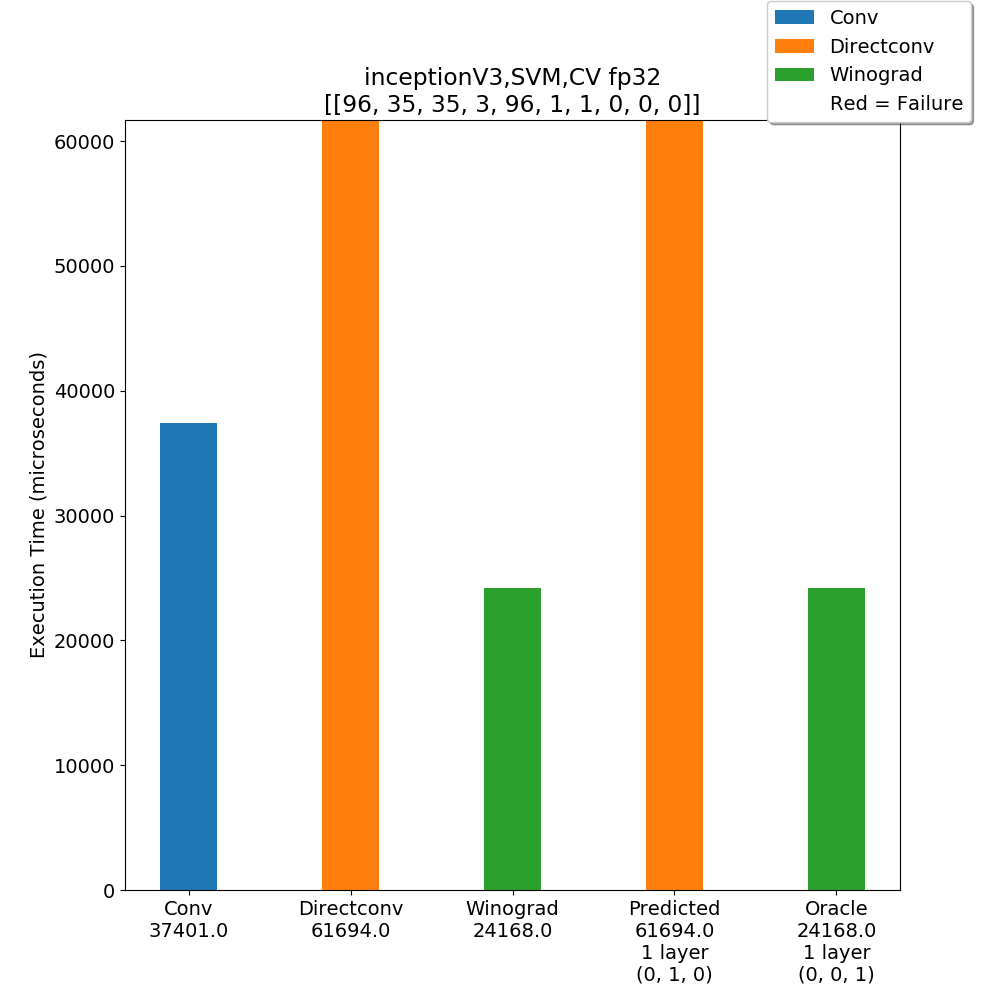 Conv
Directconv
Winograd
Red = Failure
inceptionV3,SVM,CV fp32
[[96, 35, 35, 3, 96, 1, 1, 0, 0, 0]]
Execution Time (microseconds)
60000
50000
40000
30000
20000
10000
0
Conv
37401.0
Directconv
61694.0
Winograd
24168.0
Predicted
61694.0
1 layer
(0, 1, 0)
Oracle
24168.0
1 layer
(0, 0, 1)